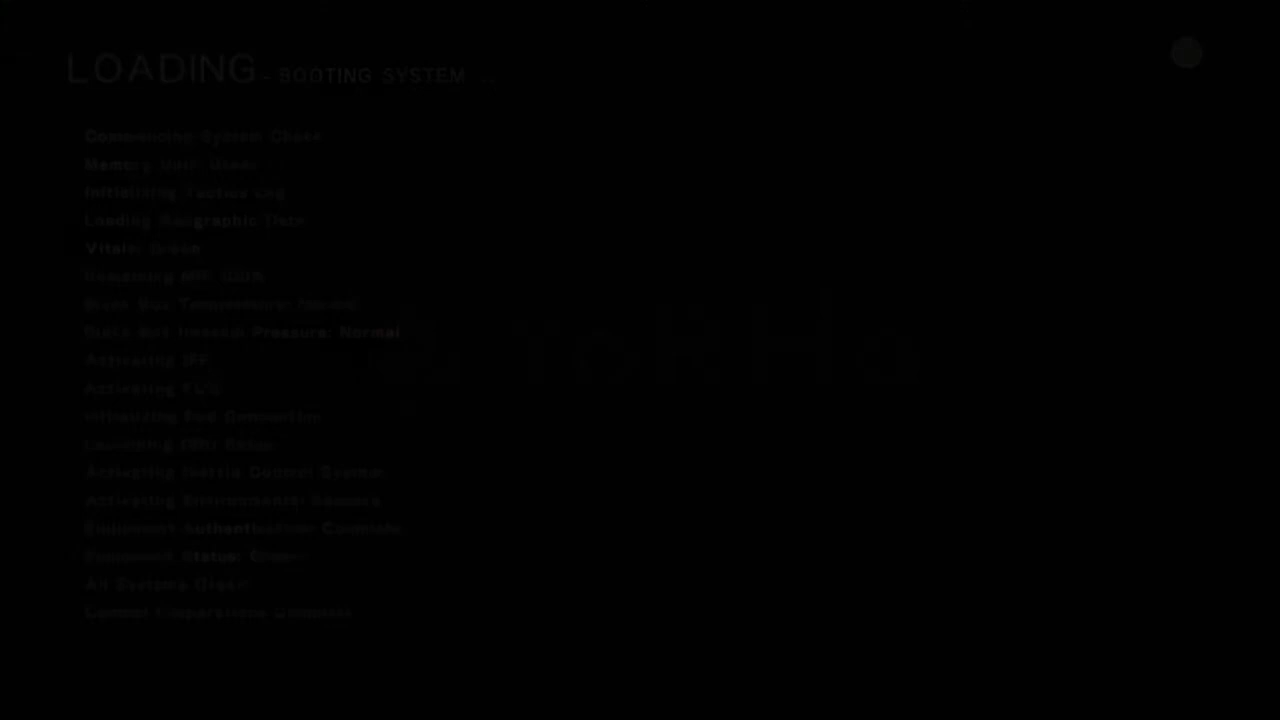 LOADING - BOOTING SYSTEM ...
Commencing System Check
Memory Unit: Green
Initializing Tactics Log
Loading Geographic Data
Vitals: Green
Remaining MP: 100%
Black Box Temperature: Normal
Black Box Internal Pressure: Normal
Activating IFF
Activating FCS
Initializing Pod Connection
Launching DBU Setup
Activating Inertia Control System
Activating Environmental Sensors
Equipment Authentication: Complete
Equipment Status: Green
All Systems Green
Combat Preparations Complete